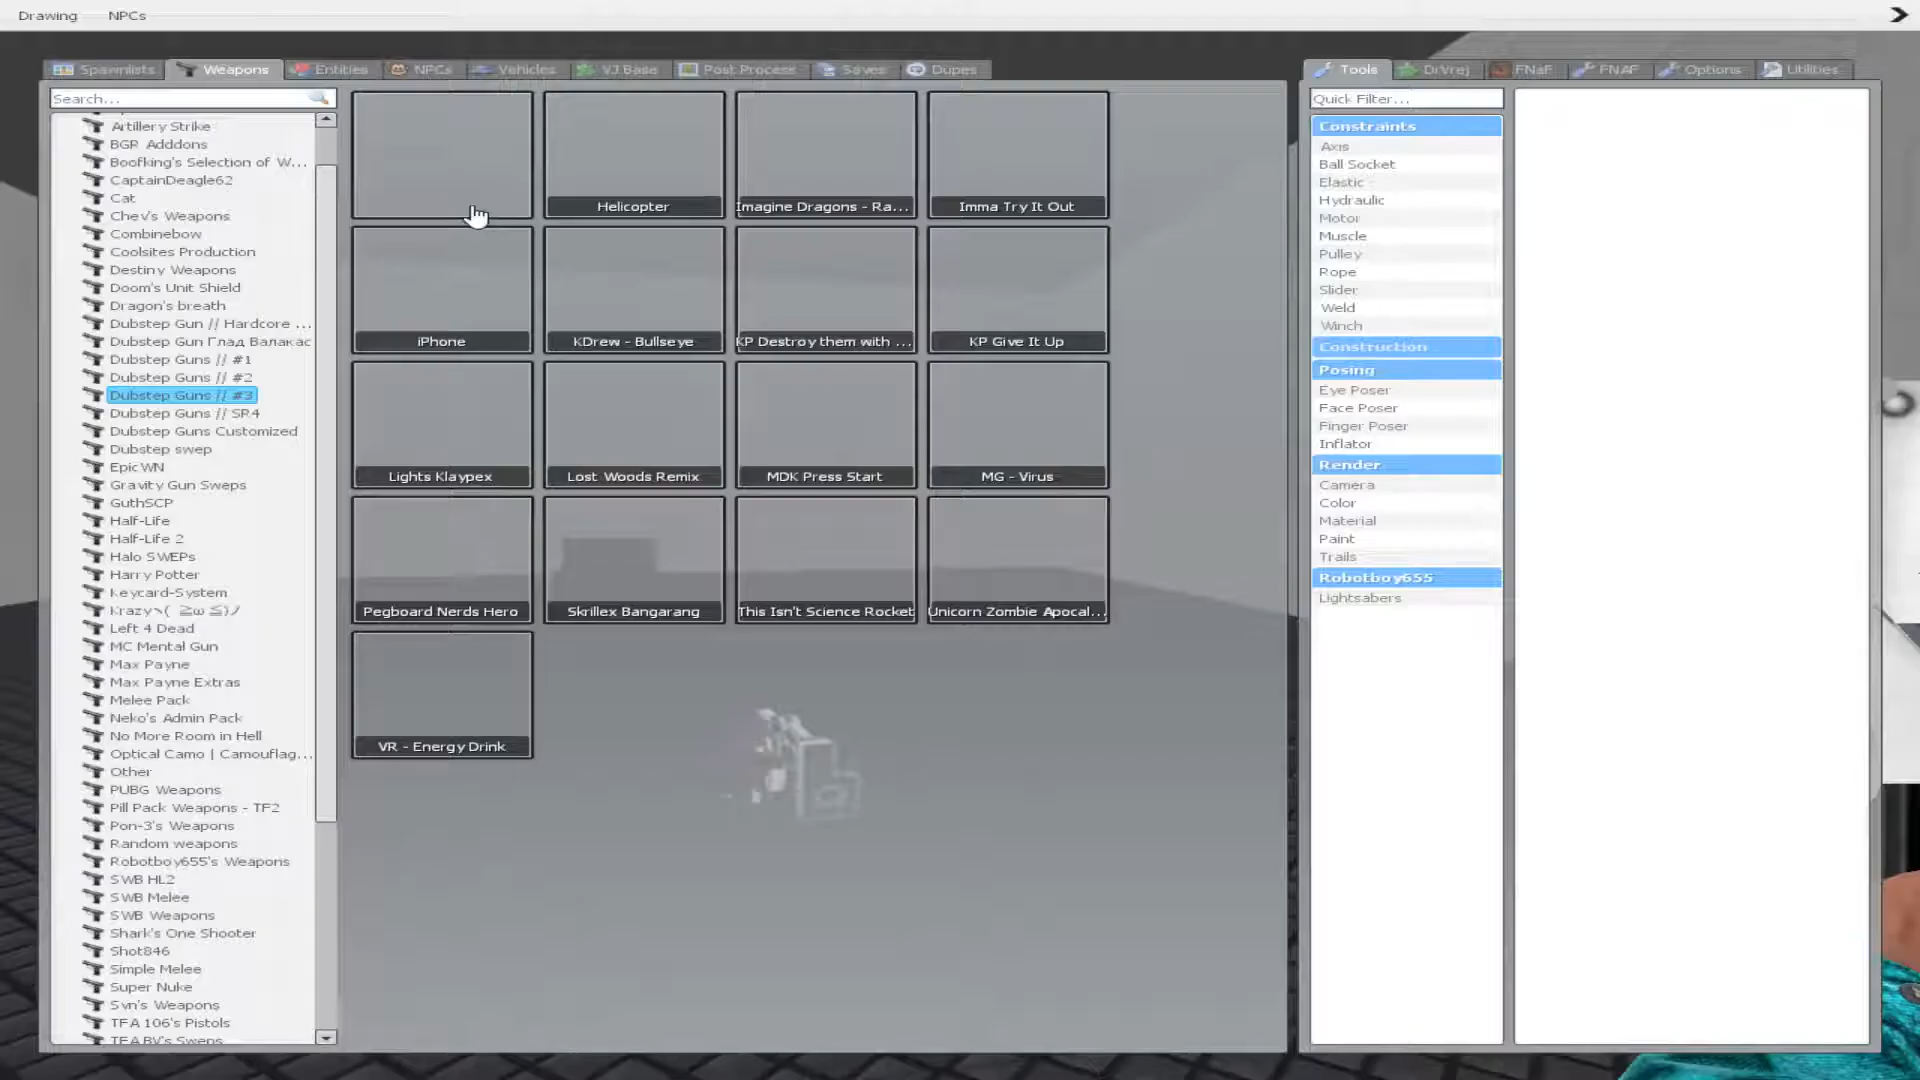 Drawing NPCs
Spawnlists Weapons Entities NPCs Vehicles VJ Base Post Process Saves Dupes
Search...
Artillery Strike
BGR Adddons
Boofking's Selection of W...
CaptainDeagle62
Cat
Chev's Weapons
Combinebow
Coolsites Production
Destiny Weapons
Doom's Unit Shield
Dragon's breath
Dubstep Gun // Hardcore ...
Dubstep Gun Глад Валакас
Dubstep Guns // #1
Dubstep Guns // #2
Dubstep Guns // #3
Dubstep Guns // SR4
Dubstep Guns Customized
Dubstep swep
EpicWN
Gravity Gun Sweps
GuthSCP
Half-Life
Half-Life 2
Halo SWEPs
Harry Potter
Keycard-System
Krazyヽ( ≧ω≦)ﾉ
Left 4 Dead
MC Mental Gun
Max Payne
Max Payne Extras
Melee Pack
Neko's Admin Pack
No More Room in Hell
Optical Camo | Camouflag...
Other
PUBG Weapons
Pill Pack Weapons - TF2
Pon-3's Weapons
Random weapons
Robotboy655's Weapons
SWB HL2
SWB Melee
SWB Weapons
Shark's One Shooter
Shot846
Simple Melee
Super Nuke
Svn's Weapons
TFA 106's Pistols
TFA BV's Sweps
Helicopter
Imagine Dragons - Ra...
Imma Try It Out
iPhone
KDrew - Bullseye
KP Destroy them with ...
KP Give It Up
Lights Klaypex
Lost Woods Remix
MDK Press Start
MG - Virus
Pegboard Nerds Hero
Skrillex Bangarang
This Isn't Science Rocket
Unicorn Zombie Apocal...
VR - Energy Drink
Tools DrVrej FNaF FNAF Options Utilities
Quick Filter...
Constraints
Axis
Ball Socket
Elastic
Hydraulic
Motor
Muscle
Pulley
Rope
Slider
Weld
Winch
Construction
Posing
Eye Poser
Face Poser
Finger Poser
Inflator
Render
Camera
Color
Material
Paint
Trails
Robotboy655
Lightsabers